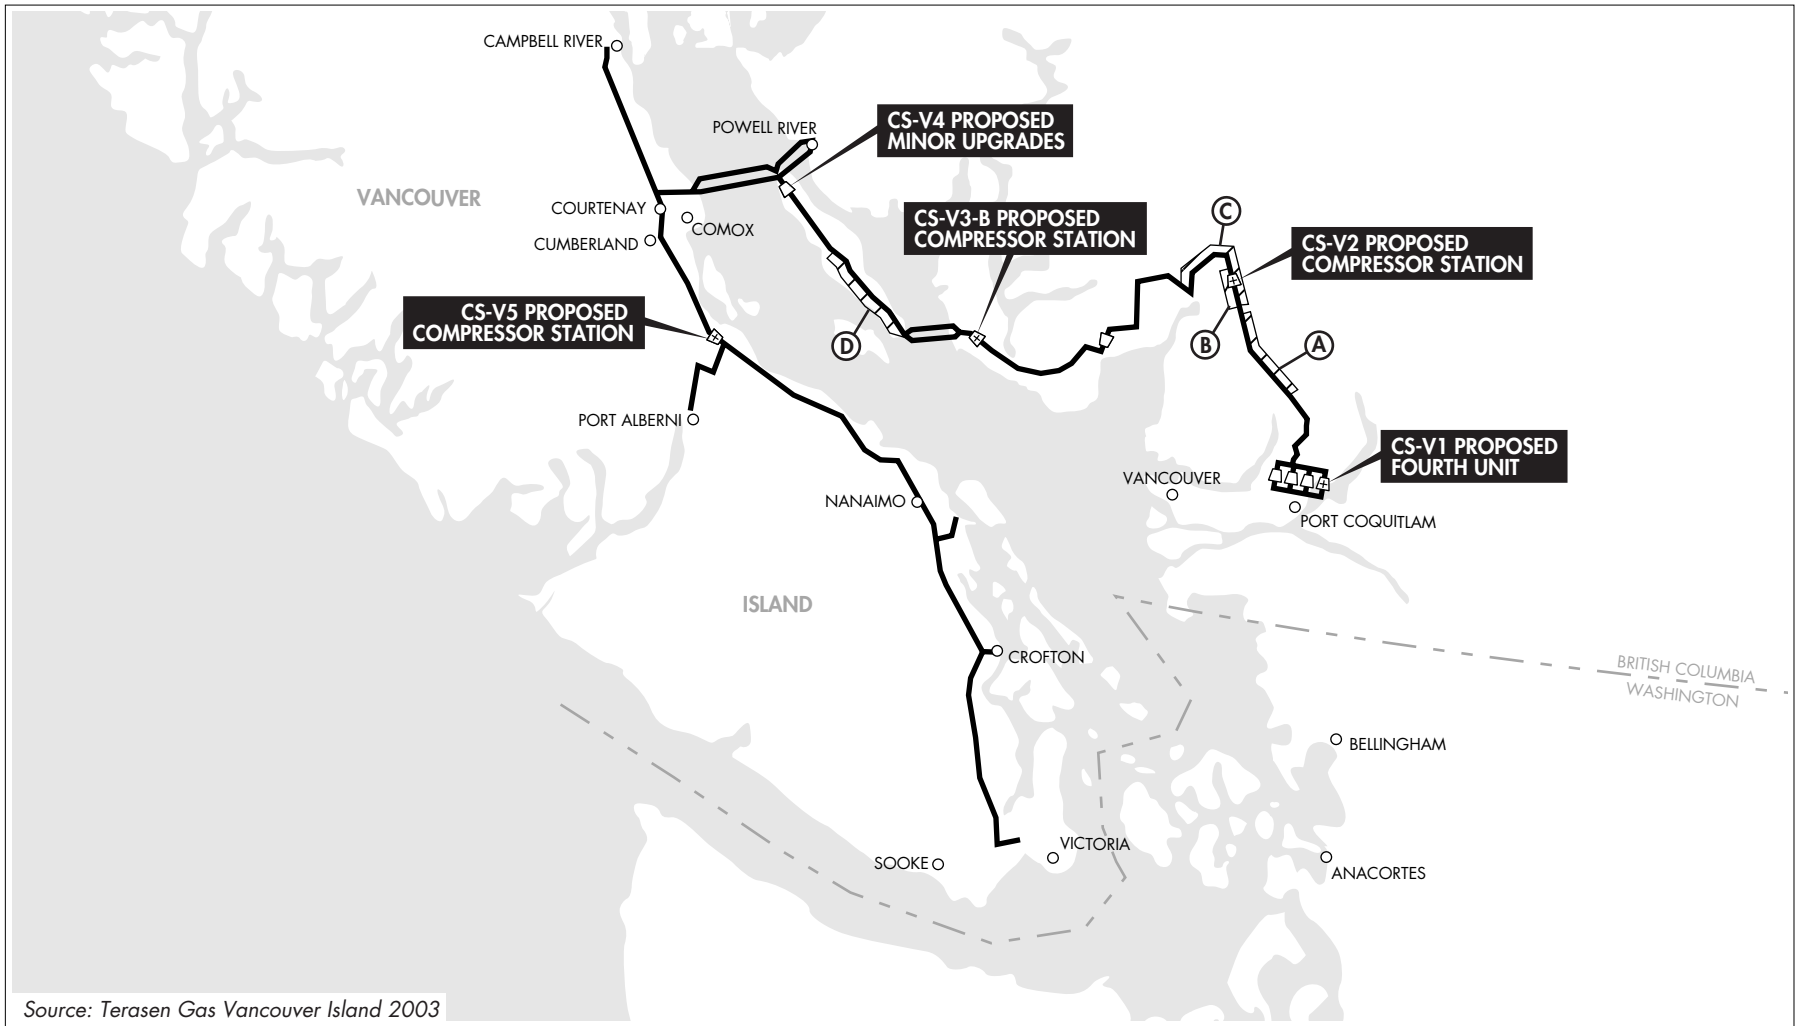 CAMPBELL RIVER
POWELL RIVER
CS-V4 PROPOSED
MINOR UPGRADES
VANCOUVER
COURTENAY
COMOX
CUMBERLAND
CS-V3-B PROPOSED
COMPRESSOR STATION
C
CS-V2 PROPOSED
COMPRESSOR STATION
CS-V5 PROPOSED
COMPRESSOR STATION
D
B
A
PORT ALBERNI
CS-V1 PROPOSED
FOURTH UNIT
VANCOUVER
NANAIMO
PORT COQUITLAM
ISLAND
CROFTON
BRITISH COLUMBIA
WASHINGTON
BELLINGHAM
VICTORIA
SOOKE
ANACORTES
Source: Terasen Gas Vancouver Island 2003